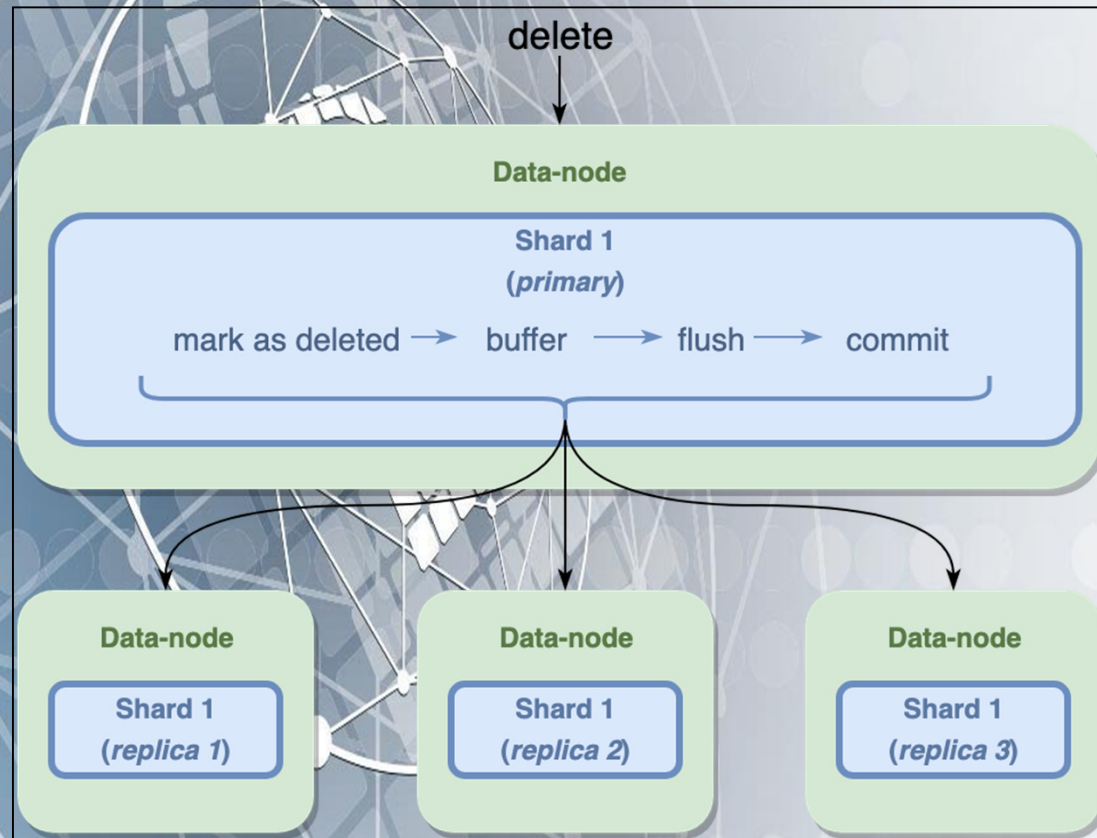 delete
Data-node
Shard 1
(primary)
mark as deleted buffer flush commit
Data-node
Shard 1
(replica 1)
Data-node
Shard 1
(replica 2)
Data-node
Shard 1
(replica 3)